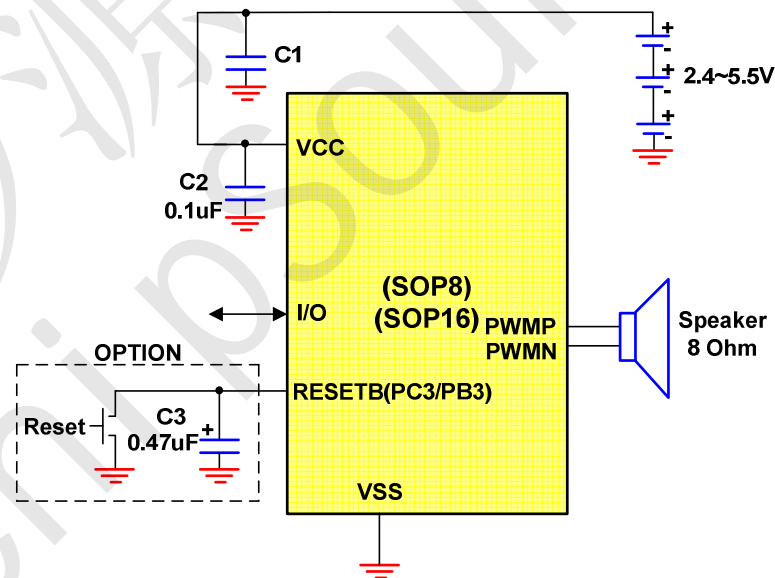 C1
+
-
+
-
2.4~5.5V
+
-
VCC
C2
0.1uF
(SOP8)
(SOP16)
I/O
PWMP
PWMN
Speaker
8 Ohm
OPTION
RESETB(PC3/PB3)
Reset
C3
+
0.47uF
VSS